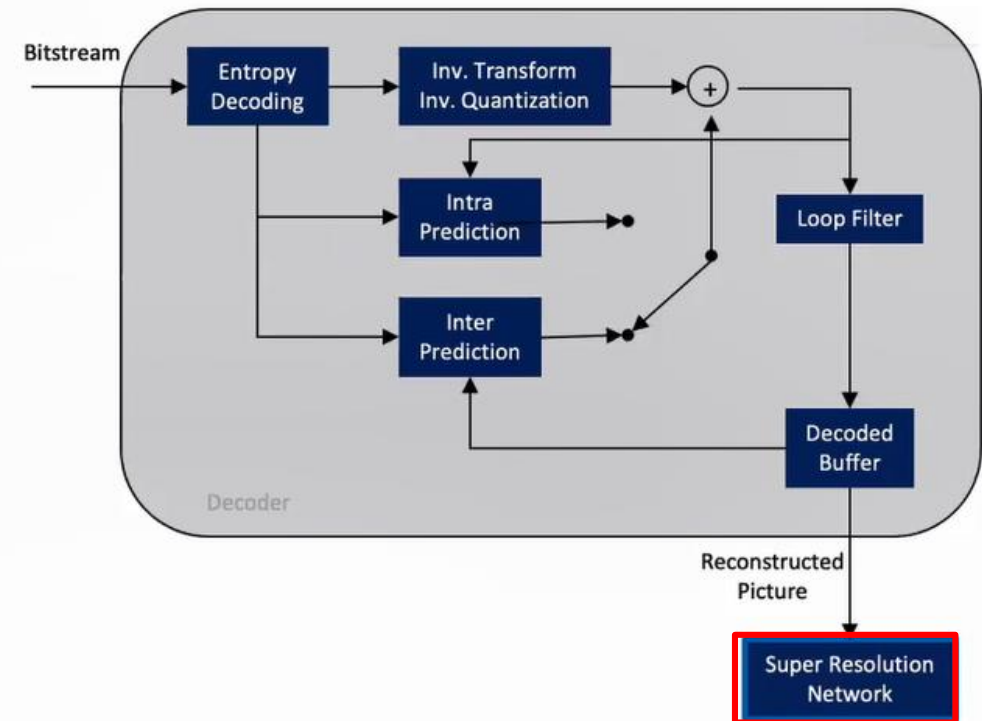 Bitstream
Entropy
Decoding
Inv. Transform
Inv. Quantization
+
Intra
Prediction
Loop Filter
Inter
Prediction
Decoded
Buffer
Decoder
Reconstructed
Picture
Super Resolution
Network